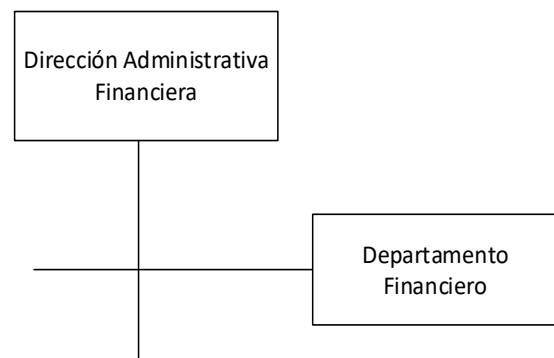 Dirección Administrativa
Financiera
Departamento
Financiero